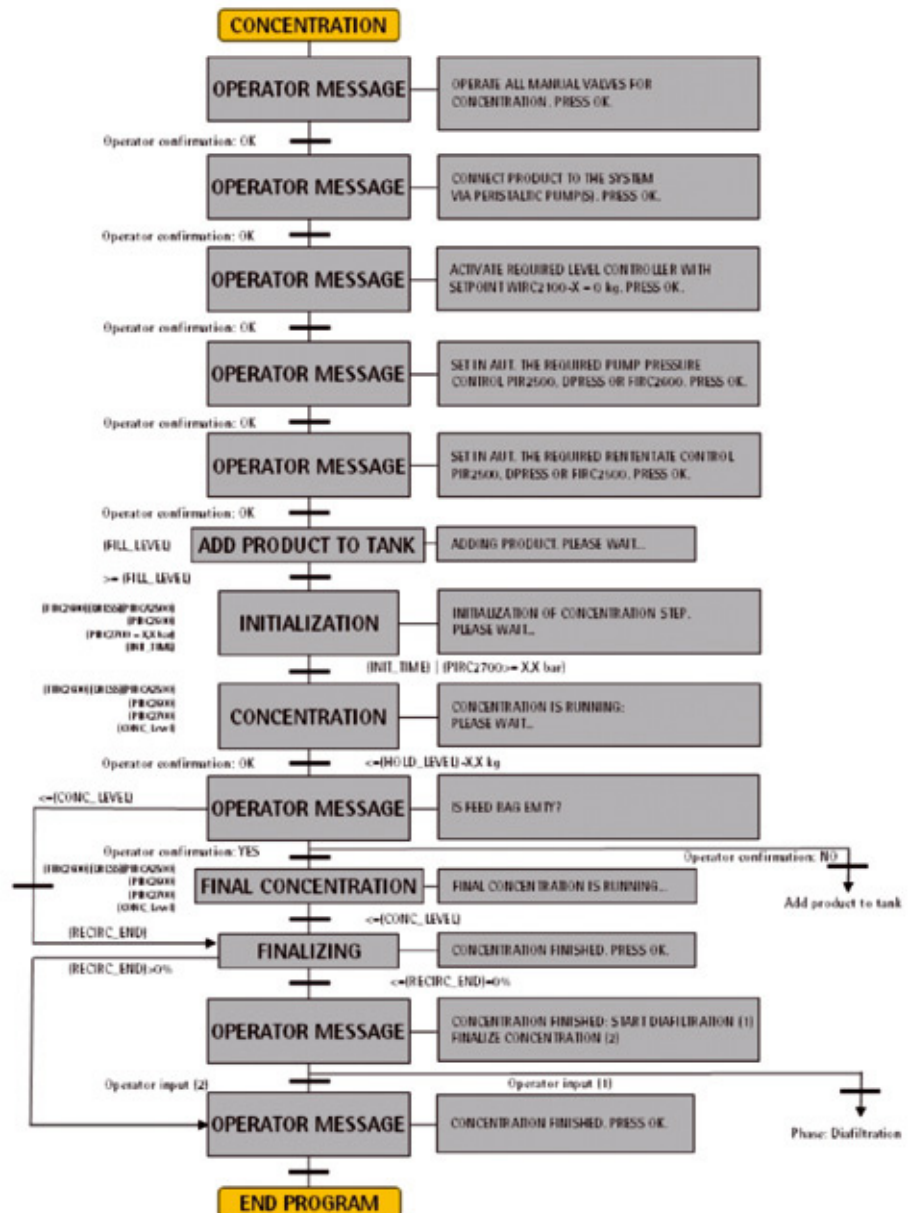 CONCENTRATION
OPERATOR MESSAGE
OPERATE ALL MANUAL VALVES FOR
CONCENTRATION. PRESS OK.
Operator confirmation: OK
OPERATOR MESSAGE
CONNECT PRODUCT TO THE SYSTEM
VIA PERISTALTIC PUMP(S). PRESS OK.
Operator confirmation: OK
OPERATOR MESSAGE
ACTIVATE REQUIRED LEVEL CONTROLLER WITH
SETPOINT WIRC2100-X = 0 kg. PRESS OK.
Operator confirmation: OK
OPERATOR MESSAGE
SET IN AUT. THE REQUIRED PUMP PRESSURE
CONTROL PIR2500, DPRESS OR FIRC2600. PRESS OK.
Operator confirmation: OK
OPERATOR MESSAGE
SET IN AUT. THE REQUIRED RENTENTATE CONTROL
PIR2500, DPRESS OR FIRC2500. PRESS OK.
Operator confirmation: OK
(FILL_LEVEL)
ADD PRODUCT TO TANK
ADDING PRODUCT. PLEASE WAIT...
>= (FILL_LEVEL)
(PIRC2700 = X,X bar)
(INIT_TIME)
INITIALIZATION
INITIALIZATION OF CONCENTRATION STEP.
PLEASE WAIT...
(INIT_TIME) | (PIRC2700>= X,X bar)
(PIRC2700)
(CONC_Level)
CONCENTRATION
CONCENTRATION IS RUNNING:
PLEASE WAIT...
Operator confirmation: OK
<=(HOLD_LEVEL)-X,X kg
<=(CONC_LEVEL)
OPERATOR MESSAGE
IS FEED BAG EMTY?
Operator confirmation: YES
Operator confirmation: NO
(PIRC2700)
(CONC_Level)
FINAL CONCENTRATION
FINAL CONCENTRATION IS RUNNING...
Add product to tank
<=(CONC_LEVEL)
(RECIRC_END)
FINALIZING
CONCENTRATION FINISHED. PRESS OK.
(RECIRC_END)>0%
<=(RECIRC_END)=0%
OPERATOR MESSAGE
CONCENTRATION FINISHED: START DIAFILTRATION (1)
FINALIZE CONCENTRATION (2)
Operator input (2)
Operator input (1)
OPERATOR MESSAGE
CONCENTRATION FINISHED. PRESS OK.
Phase: Diafiltration
END PROGRAM